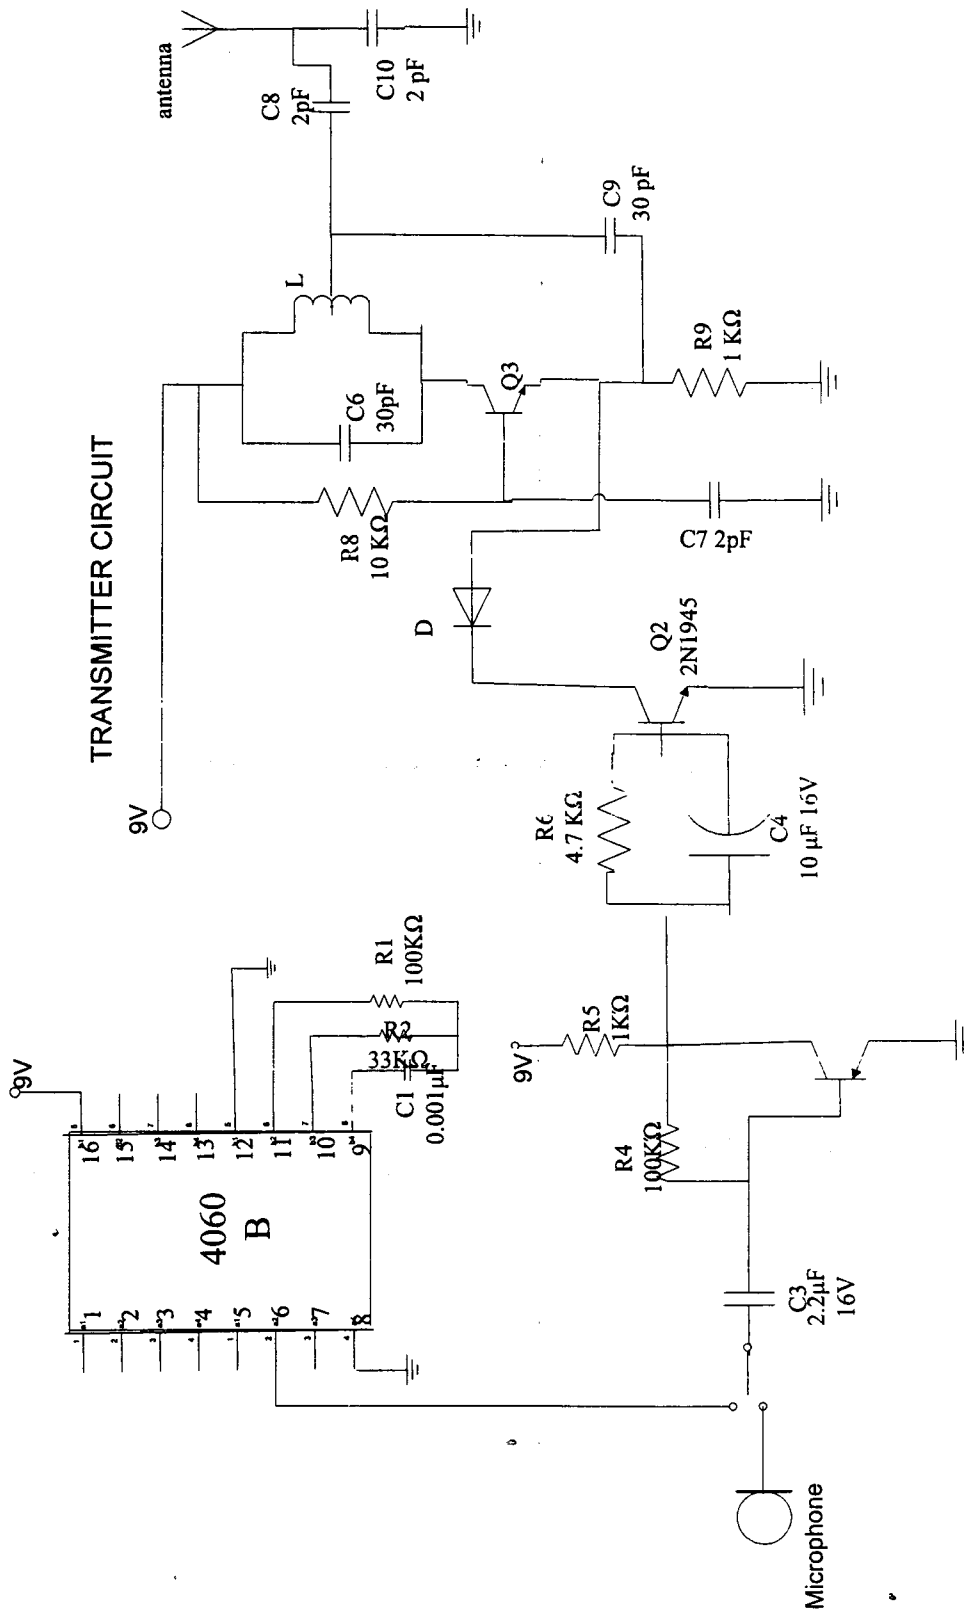 TRANSMITTER CIRCUIT
antenna
C8
2pF
C10
2 pF
L
C9
30 pF
C6
30pF
Q3
R9
1 KΩ
R8
10 KΩ
C7 2pF
D
Q2
2N1945
9V
R6
4.7 KΩ
C4
10 µF 16V
9V
16
15
14
13
12
11
10
9
4060
B
1
2
3
4
5
6
7
8
R1
100KΩ
R2
33KΩ
C1
0.001µF
9V
R5
1KΩ
R4
100KΩ
C3
2.2µF
16V
Microphone